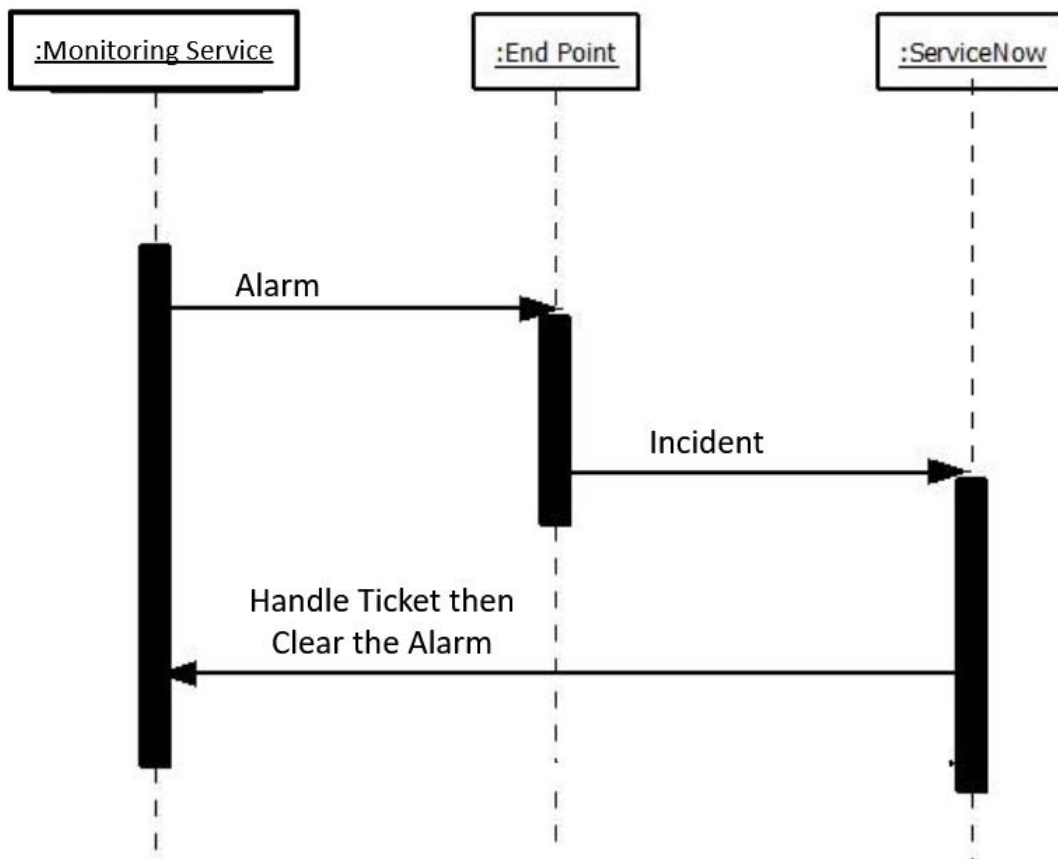 :Monitoring Service
:End Point
:ServiceNow
Alarm
Incident
Handle Ticket then
Clear the Alarm